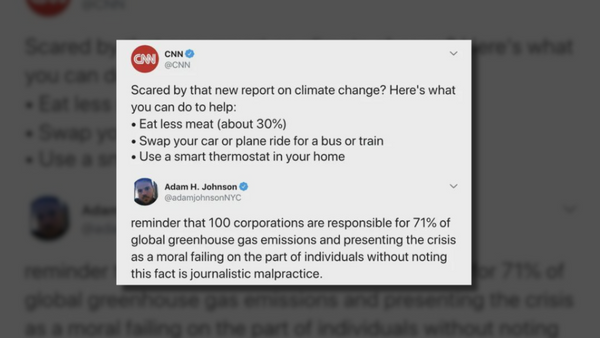 CNN
CNN
@CNN
Scared by that new report on climate change? Here's what
you can do to help:
• Eat less meat (about 30%)
• Swap your car or plane ride for a bus or train
• Use a smart thermostat in your home
Adam H. Johnson
@adamjohnsonNYC
reminder that 100 corporations are responsible for 71% of
global greenhouse gas emissions and presenting the crisis
as a moral failing on the part of individuals without noting
this fact is journalistic malpractice.